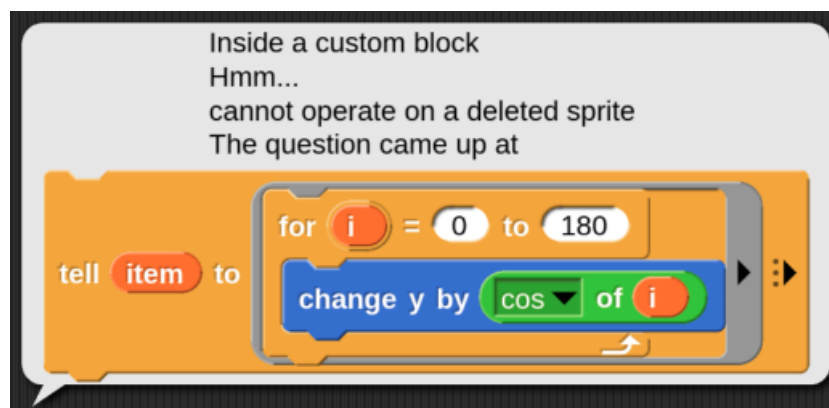 Inside a custom block
Hmm...
cannot operate on a deleted sprite
The question came up at
for i = 0 to 180
tell item to
change y by cos of i